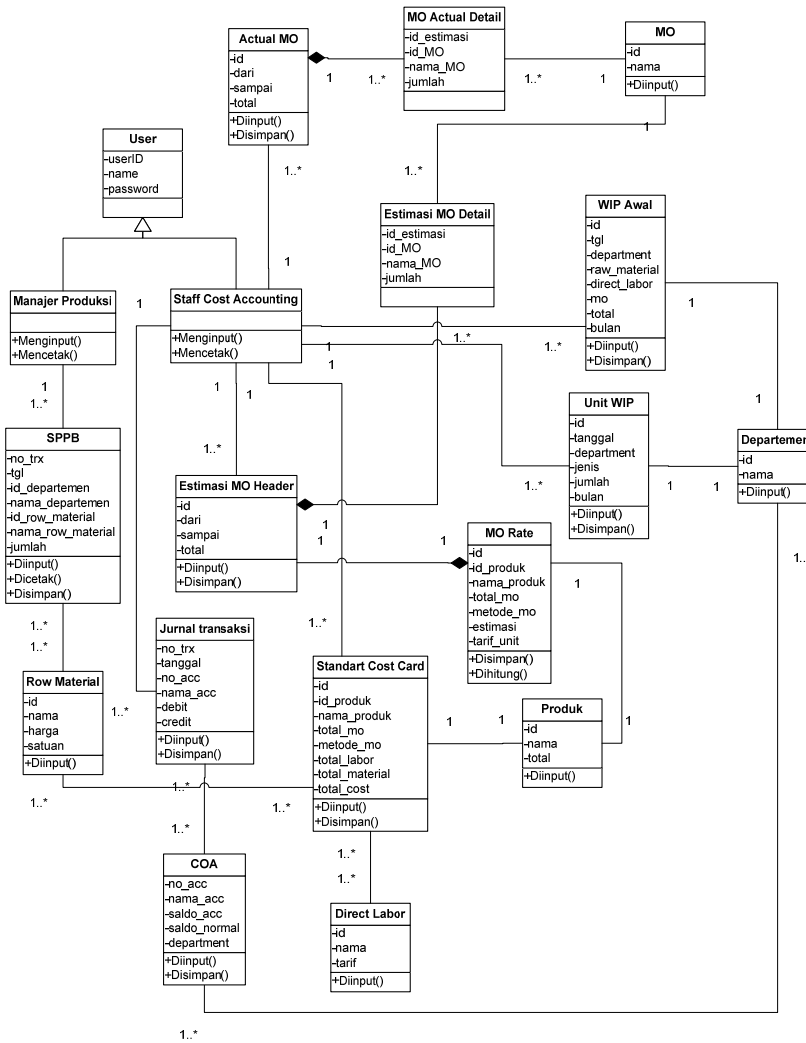 Actual MO
-id
-dari
-sampai
-total
+Diinput()
+Disimpan()
1
1..*
MO Actual Detail
-id_estimasi
-id_MO
-nama_MO
-jumlah
1..*
1
MO
-id
-nama
+Diinput()
1
1..*
1..*
1
User
-userID
-name
-password
Estimasi MO Detail
-id_estimasi
-id_MO
-nama_MO
-jumlah
WIP Awal
-id
-tgl
-department
-raw_material
-direct_labor
-mo
-total
-bulan
+Diinput()
+Disimpan()
1
1
Manajer Produksi
+Menginput()
+Mencetak()
1
1..*
1
Staff Cost Accounting
+Menginput()
+Mencetak()
1
1
1
1
1..*
1..*
Unit WIP
-id
-tanggal
-department
-jenis
-jumlah
-bulan
+Diinput()
+Disimpan()
1..*
1
1
Departemen
-id
-nama
+Diinput()
1..
SPPB
-no_trx
-tgl
-id_departemen
-nama_departemen
-id_row_material
-nama_row_material
-jumlah
+Diinput()
+Dicetak()
+Disimpan()
1..*
1..*
1..*
Estimasi MO Header
-id
-dari
-sampai
-total
+Diinput()
+Disimpan()
1
1
1
MO Rate
-id
-id_produk
-nama_produk
-total_mo
-metode_mo
-estimasi
-tarif_unit
+Disimpan()
+Dihitung()
1
1
Jurnal transaksi
-no_trx
-tanggal
-no_acc
-nama_acc
-debit
-credit
+Diinput()
+Disimpan()
1..*
1..*
1..*
Row Material
-id
-nama
-harga
-satuan
+Diinput()
1..*
1..*
1..*
Standart Cost Card
-id
-id_produk
-nama_produk
-total_mo
-metode_mo
-total_labor
-total_material
-total_cost
+Diinput()
+Disimpan()
1
1
Produk
-id
-nama
-total
+Diinput()
1..*
1..*
COA
-no_acc
-nama_acc
-saldo_acc
-saldo_normal
-department
+Diinput()
+Disimpan()
1..*
Direct Labor
-id
-nama
-tarif
+Diinput()